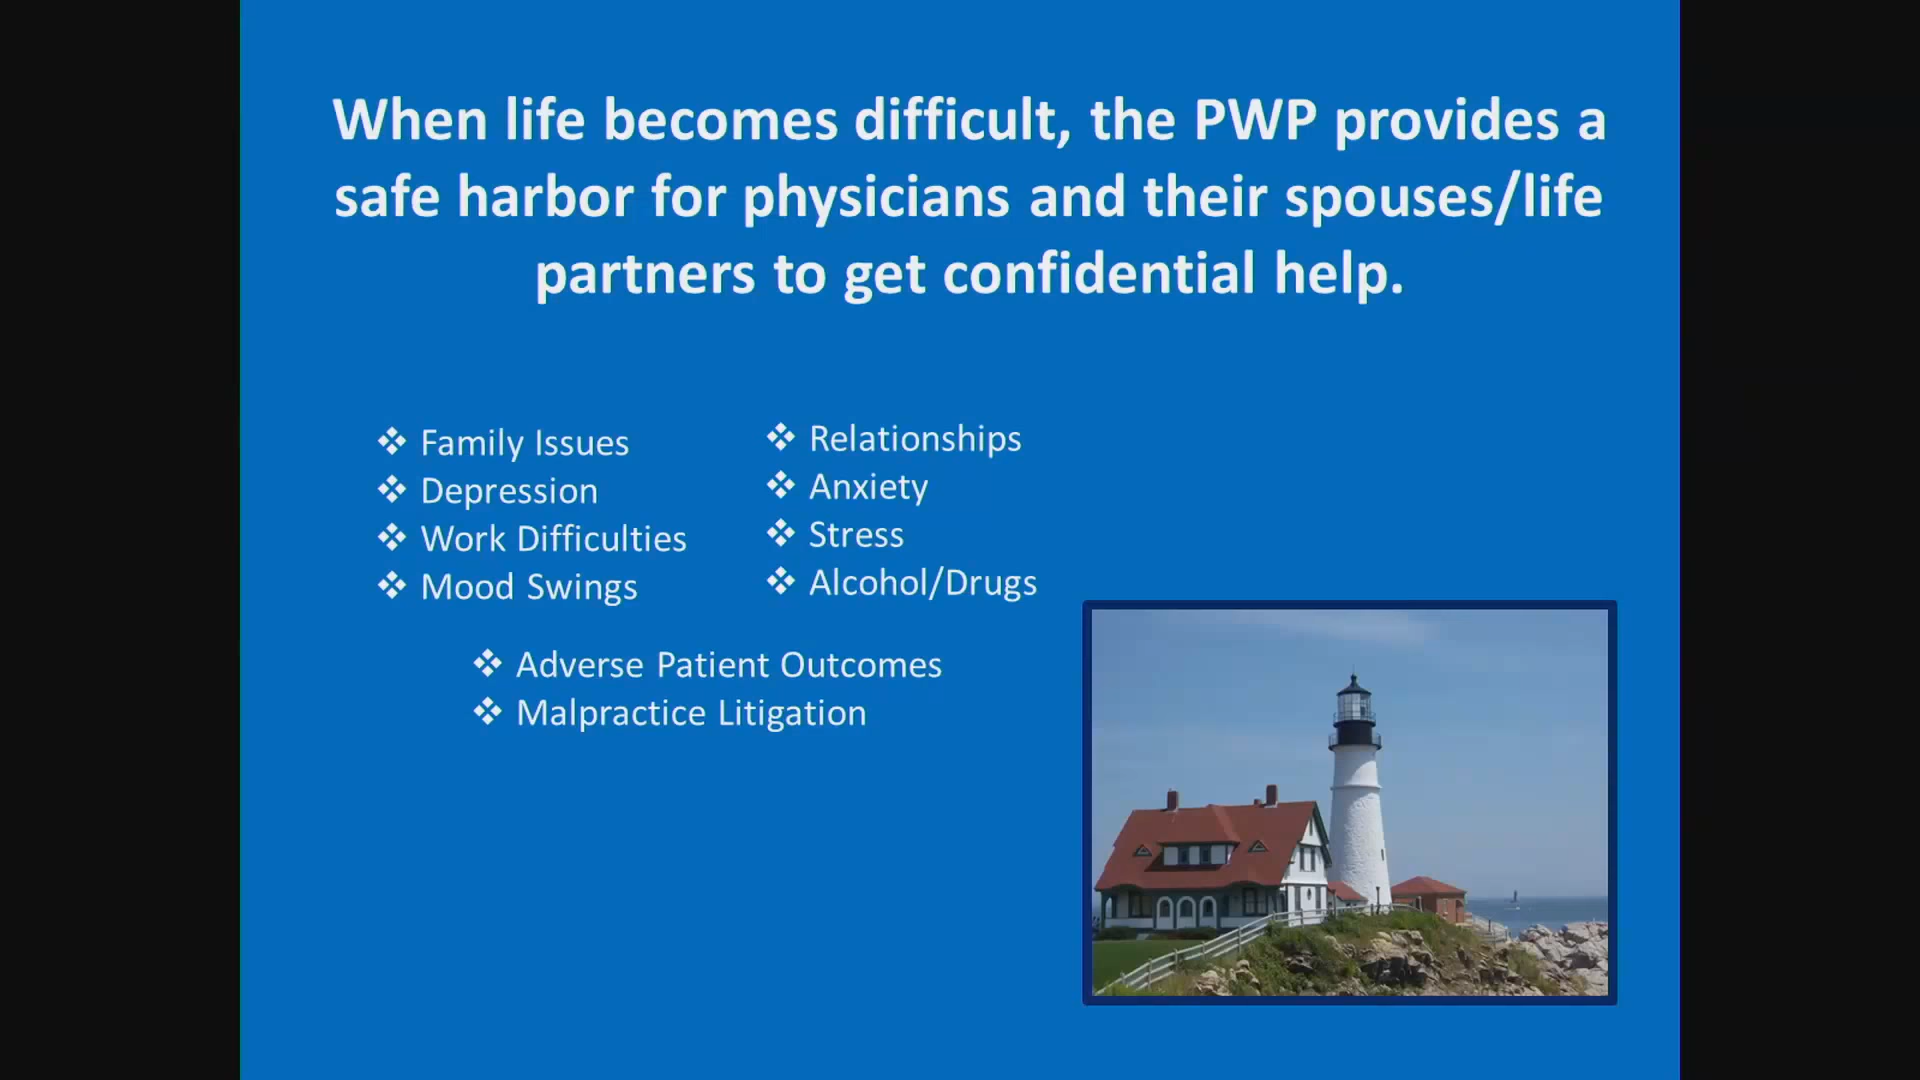 When life becomes difficult, the PWP provides a
safe harbor for physicians and their spouses/life
partners to get confidential help.
❖ Family Issues
❖ Depression
❖ Work Difficulties
❖ Mood Swings
❖ Relationships
❖ Anxiety
❖ Stress
❖ Alcohol/Drugs
❖ Adverse Patient Outcomes
❖ Malpractice Litigation